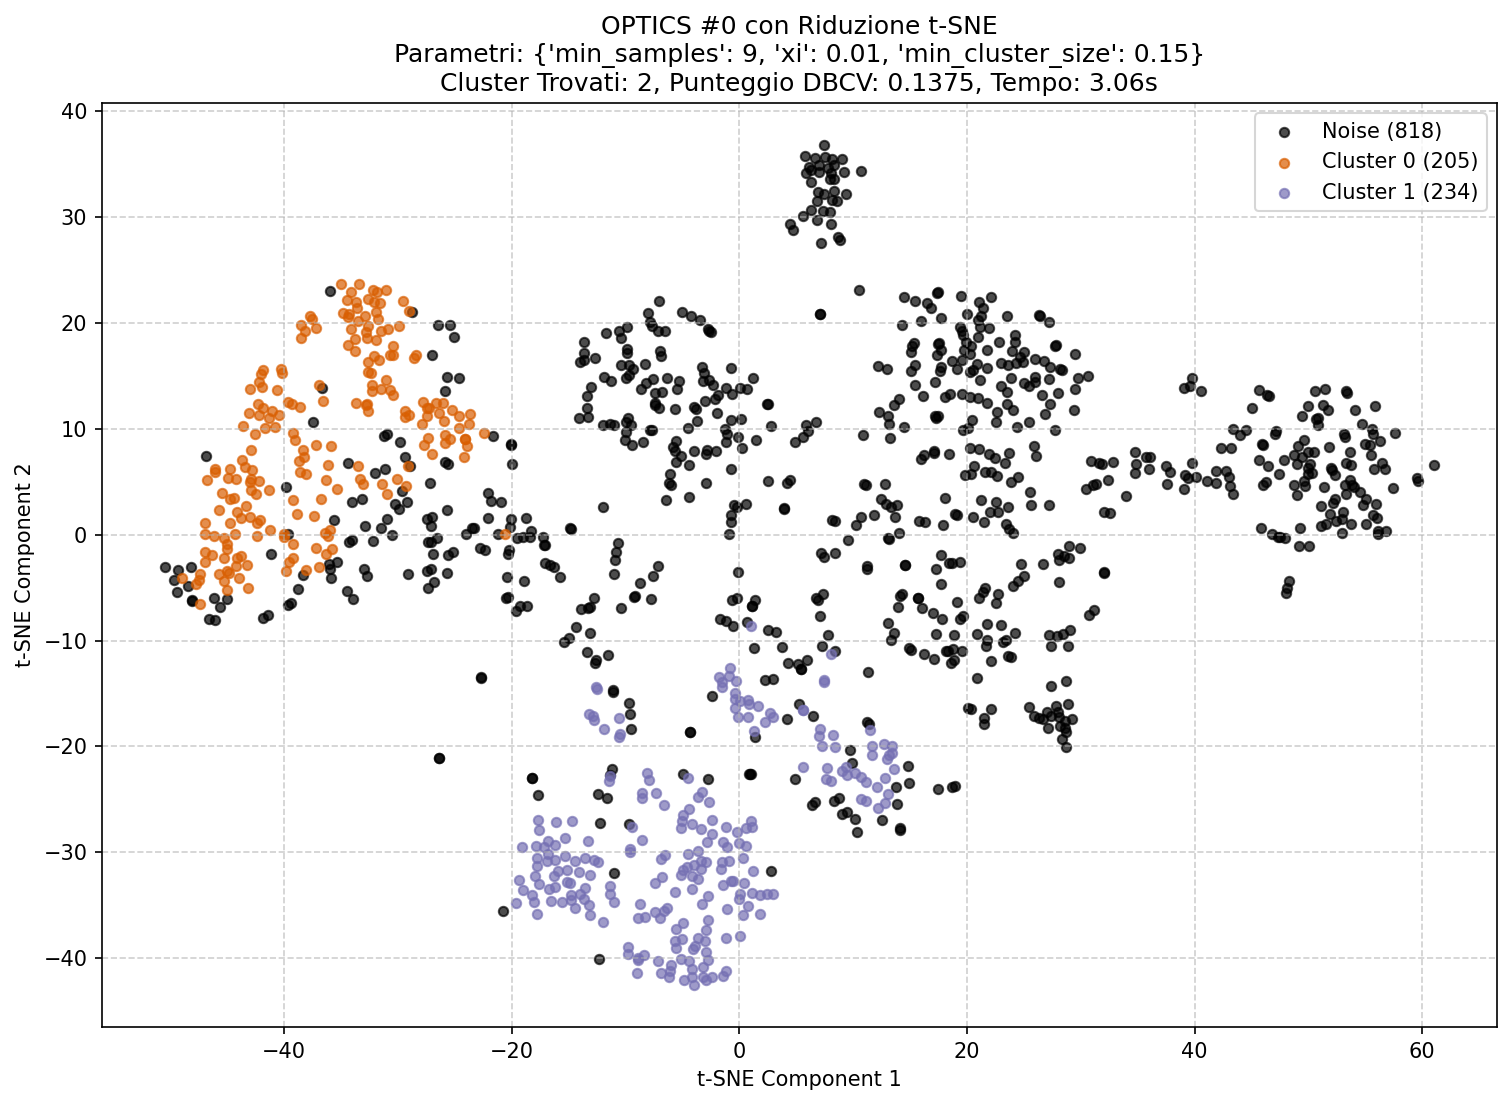 OPTICS #0 con Riduzione t-SNE
Parametri: {'min_samples': 9, 'xi': 0.01, 'min_cluster_size': 0.15}
Cluster Trovati: 2, Punteggio DBCV: 0.1375, Tempo: 3.06s
Noise (818)
Cluster 0 (205)
Cluster 1 (234)
40
30
20
10
0
−10
−20
−30
−40
t-SNE Component 2
−40
−20
0
20
40
60
t-SNE Component 1